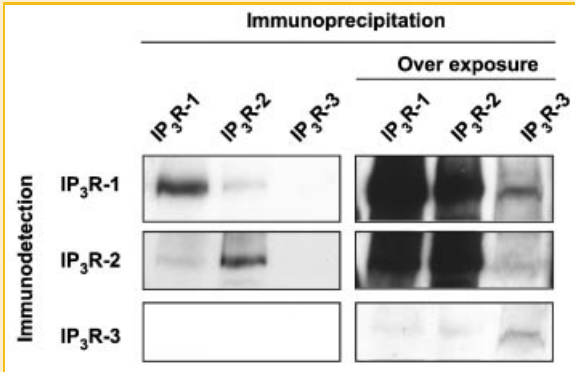 Immunoprecipitation
Over exposure
IP₃R-1 IP₃R-2 IP₃R-3 IP₃R-1 IP₃R-2 IP₃R-3
Immunodetection
IP₃R-1
IP₃R-2
IP₃R-3